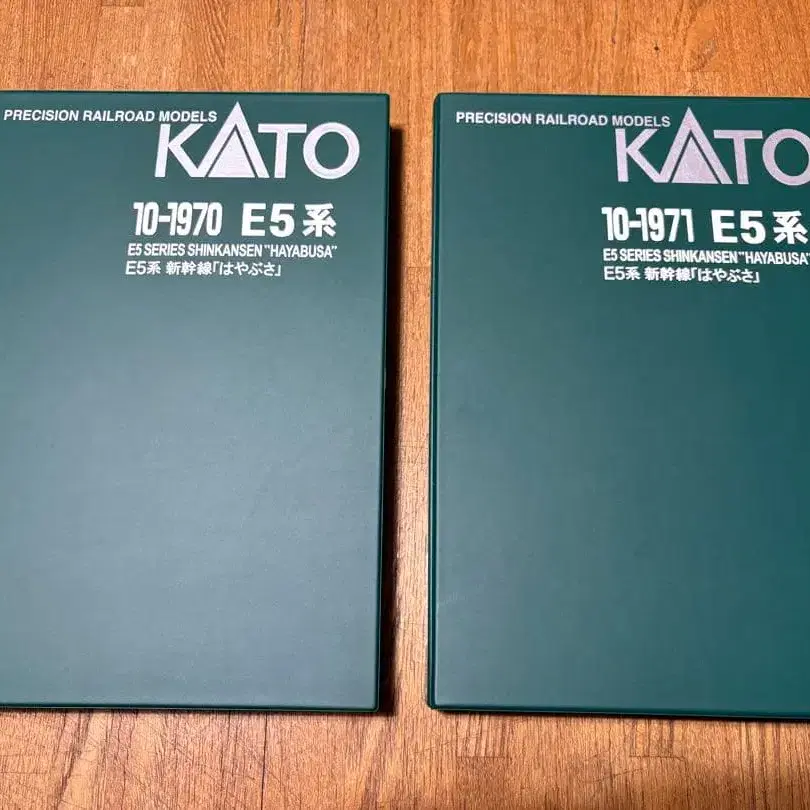 PRECISION RAILROAD MODELS
KATO
10-1970 E5系
E5 SERIES SHINKANSEN "HAYABUSA"
E5系 新幹線「はやぶさ」
PRECISION RAILROAD MODELS
KATO
10-1971 E5系
E5 SERIES SHINKANSEN "HAYABUSA"
E5系 新幹線「はやぶさ」